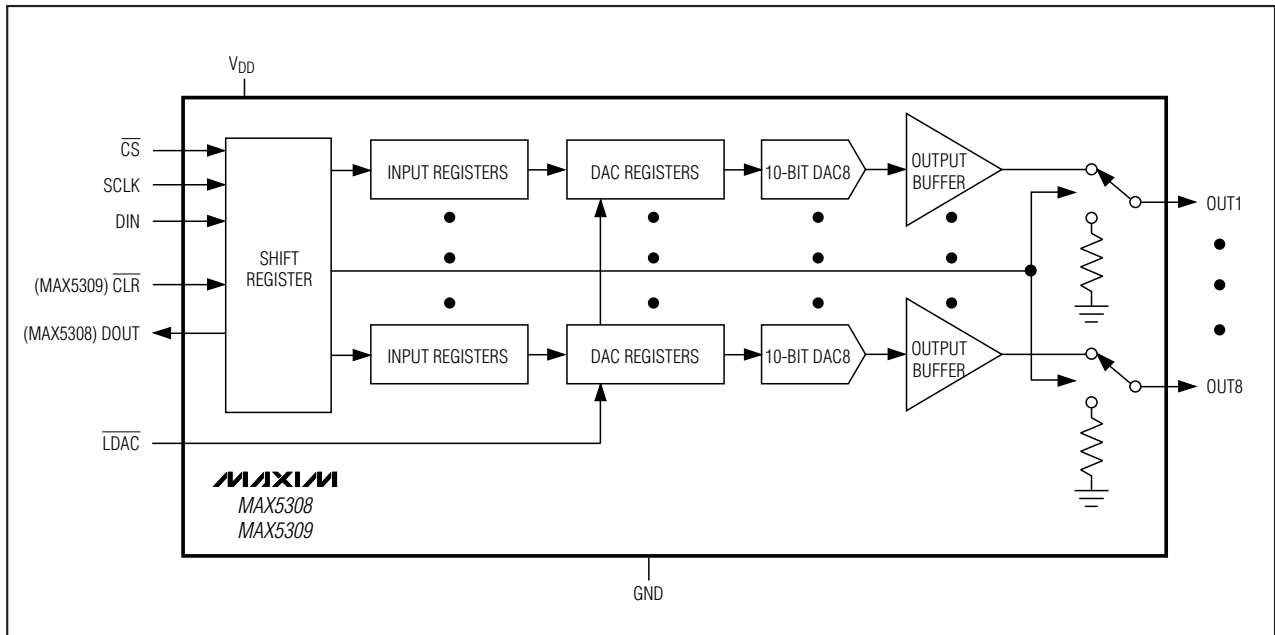 VDD
CS
SCLK
DIN
(MAX5309) CLR
(MAX5308) DOUT
LDAC
SHIFT
REGISTER
INPUT REGISTERS
DAC REGISTERS
10-BIT DAC8
OUTPUT
BUFFER
OUT1
INPUT REGISTERS
DAC REGISTERS
10-BIT DAC8
OUTPUT
BUFFER
OUT8
MAXIM
MAX5308
MAX5309
GND